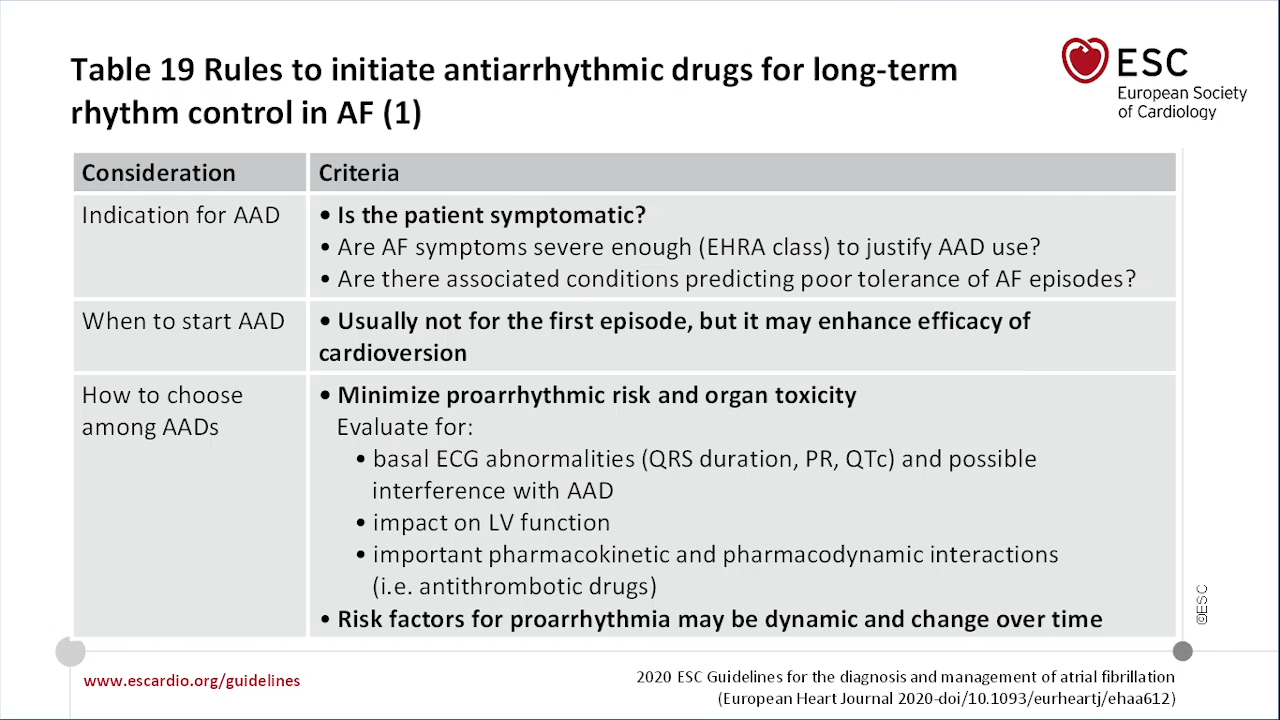 Table 19 Rules to initiate antiarrhythmic drugs for long-term
rhythm control in AF (1)
ESC
European Society
of Cardiology
Consideration
Criteria
Indication for AAD
• Is the patient symptomatic?
• Are AF symptoms severe enough (EHRA class) to justify AAD use?
• Are there associated conditions predicting poor tolerance of AF episodes?
When to start AAD
• Usually not for the first episode, but it may enhance efficacy of
cardioversion
How to choose
among AADs
• Minimize proarrhythmic risk and organ toxicity
Evaluate for:
• basal ECG abnormalities (QRS duration, PR, QTc) and possible
interference with AAD
• impact on LV function
• important pharmacokinetic and pharmacodynamic interactions
(i.e. antithrombotic drugs)
• Risk factors for proarrhythmia may be dynamic and change over time
©ESC
www.escardio.org/guidelines
2020 ESC Guidelines for the diagnosis and management of atrial fibrillation
(European Heart Journal 2020-doi/10.1093/eurheartj/ehaa612)